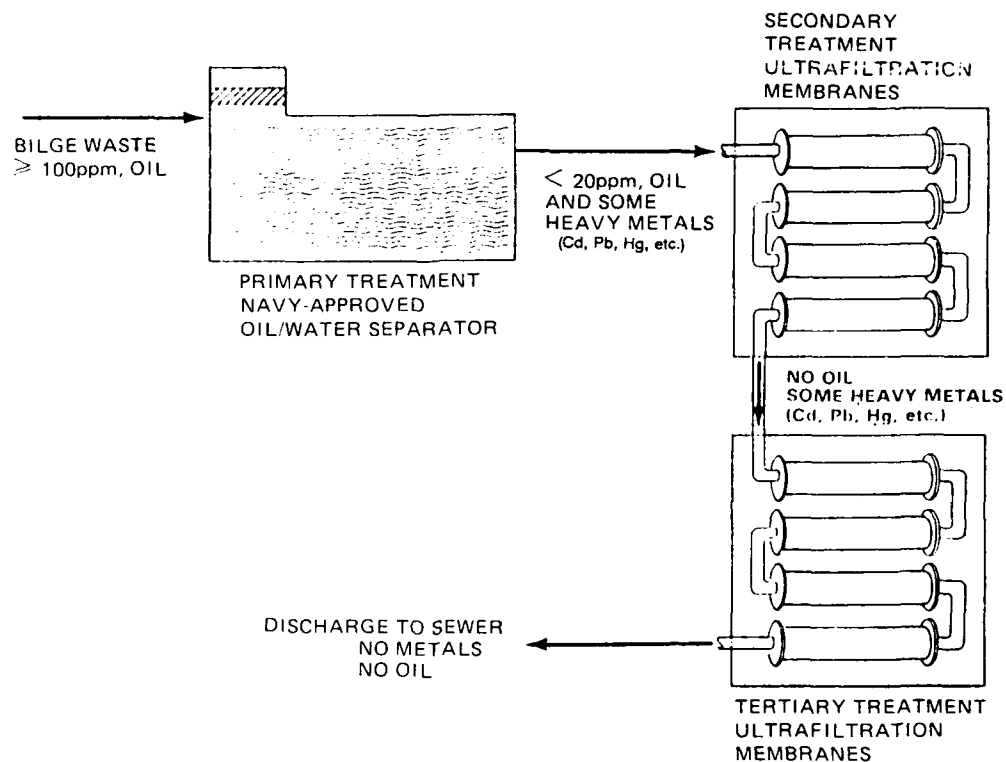 SECONDARY
TREATMENT
ULTRAFILTRATION
MEMBRANES
BILGE WASTE
⩾ 100ppm, OIL
< 20ppm, OIL
AND SOME
HEAVY METALS
(Cd, Pb, Hg, etc.)
PRIMARY TREATMENT
NAVY-APPROVED
OIL/WATER SEPARATOR
NO OIL
SOME HEAVY METALS
(Cd, Pb, Hg, etc.)
DISCHARGE TO SEWER
NO METALS
NO OIL
TERTIARY TREATMENT
ULTRAFILTRATION
MEMBRANES